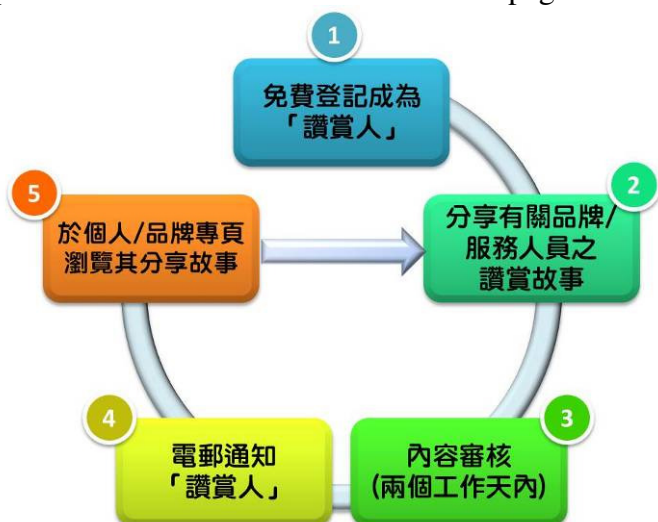 1
免費登記成為
「讚賞人」
2
分享有關品牌/
服務人員之
讚賞故事
3
內容審核
(兩個工作天內)
4
電郵通知
「讚賞人」
5
於個人/品牌專頁
瀏覽其分享故事